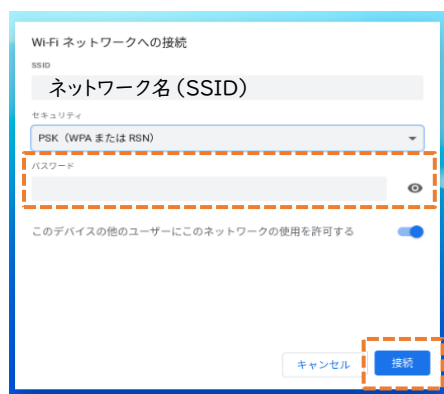 Wi-Fi ネットワークへの接続
SSID
ネットワーク名（SSID）
セキュリティ
PSK（WPA または RSN）
パスワード
このデバイスの他のユーザーにこのネットワークの使用を許可する
キャンセル
接続